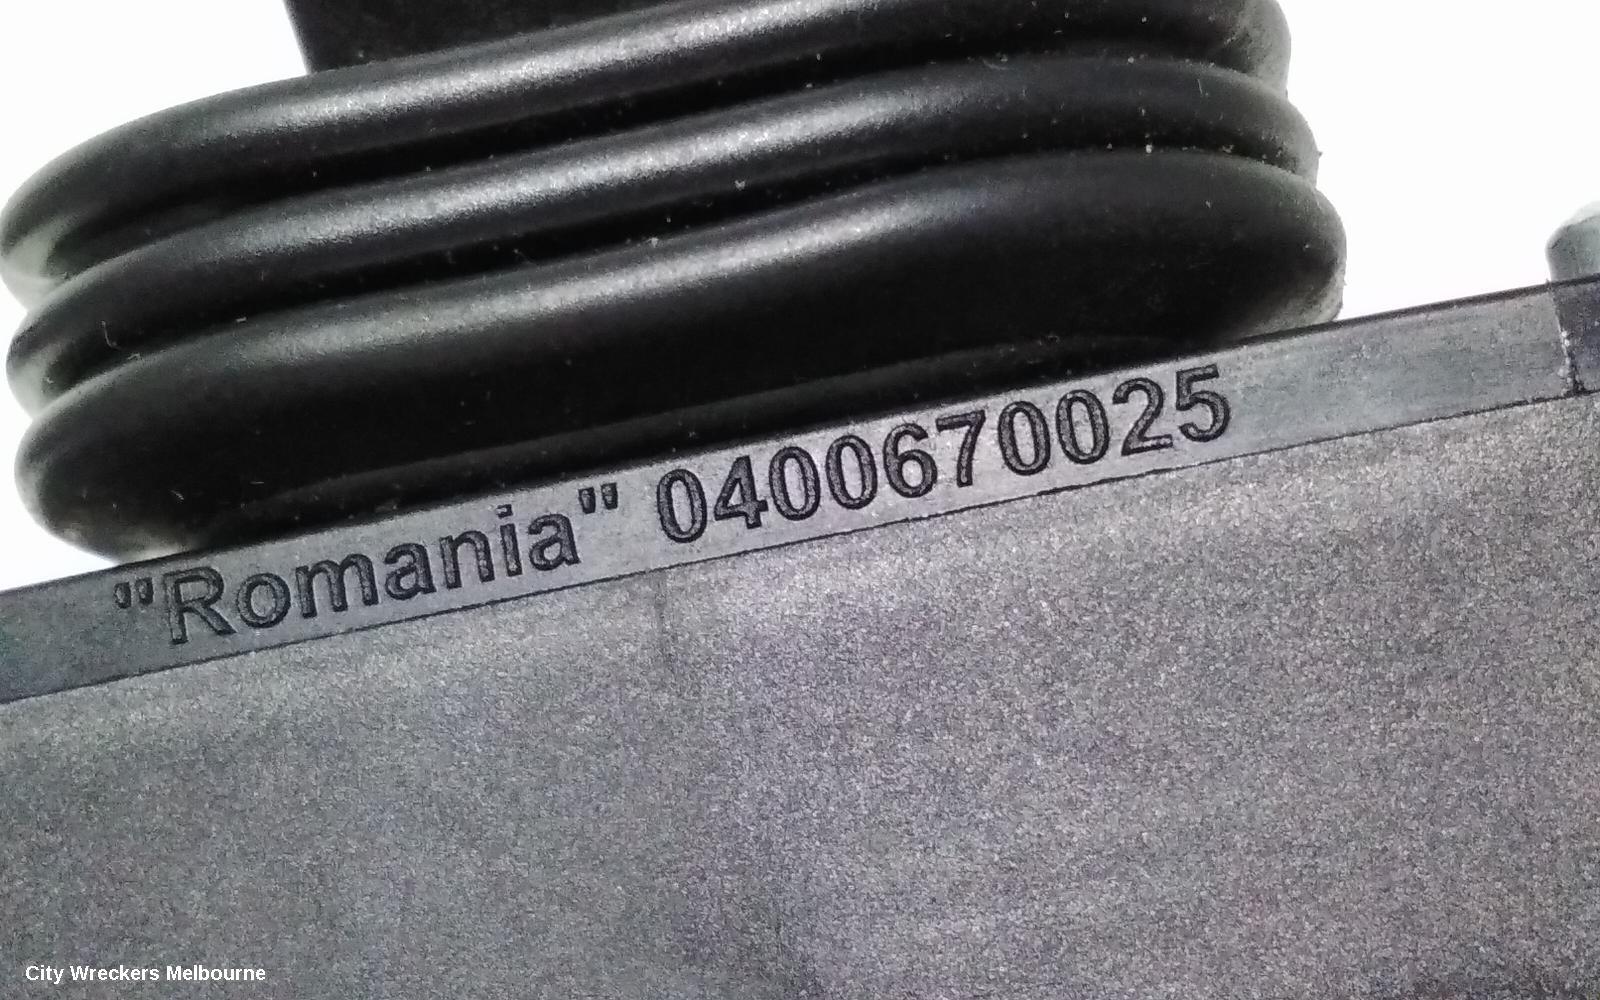 "Romania" 0400670025
City Wreckers Melbourne